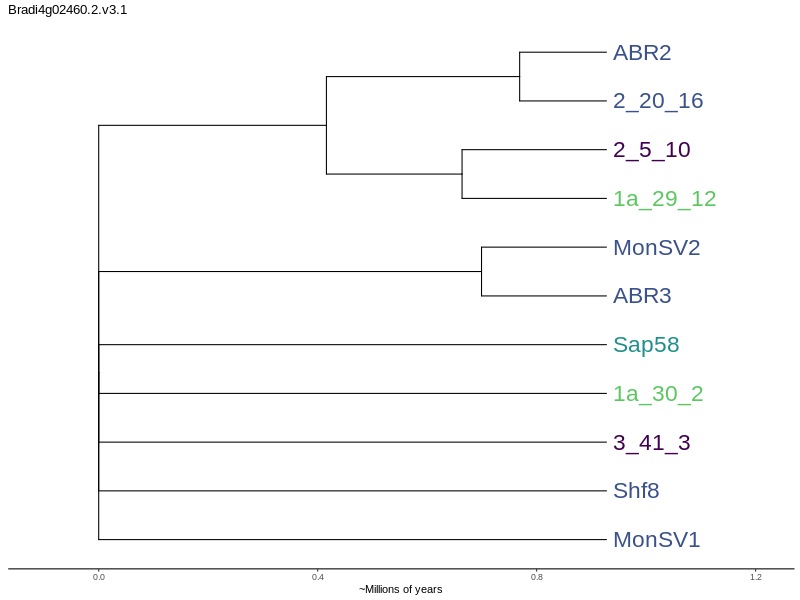 Bradi4g02460.2.v3.1
ABR2
2_20_16
2_5_10
1a_29_12
MonSV2
ABR3
Sap58
1a_30_2
3_41_3
Shf8
MonSV1
0.0 0.4 0.8 1.2
~Millions of years